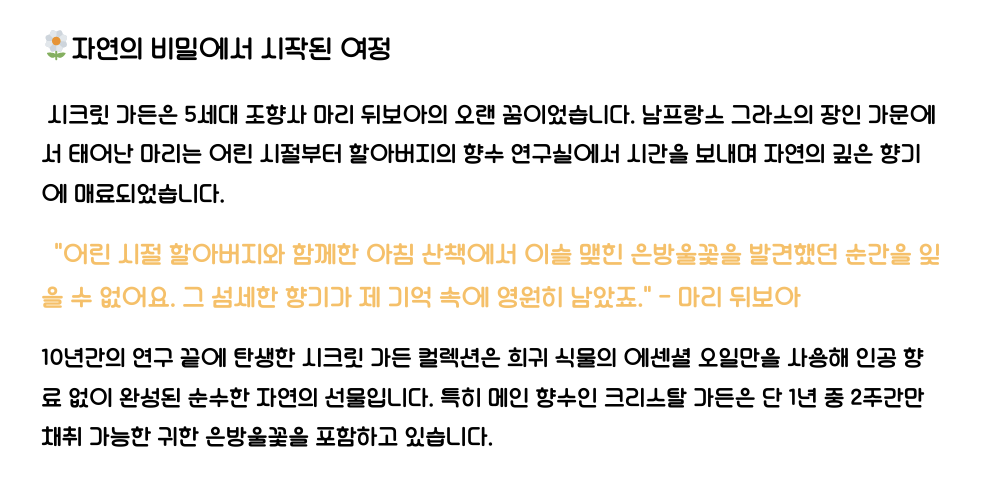 🌼자연의 비밀에서 시작된 여정
시크릿 가든은 5세대 조향사 마리 뒤보아의 오랜 꿈이었습니다. 남프랑스 그라스의 장인 가문에
서 태어난 마리는 어린 시절부터 할아버지의 향수 연구실에서 시간을 보내며 자연의 깊은 향기
에 매료되었습니다.
"어린 시절 할아버지와 함께한 아침 산책에서 이슬 맺힌 은방울꽃을 발견했던 순간을 잊
을 수 없어요. 그 섬세한 향기가 제 기억 속에 영원히 남았죠." - 마리 뒤보아
10년간의 연구 끝에 탄생한 시크릿 가든 컬렉션은 희귀 식물의 에센셜 오일만을 사용해 인공 향
료 없이 완성된 순수한 자연의 선물입니다. 특히 메인 향수인 크리스탈 가든은 단 1년 중 2주간만
채취 가능한 귀한 은방울꽃을 포함하고 있습니다.